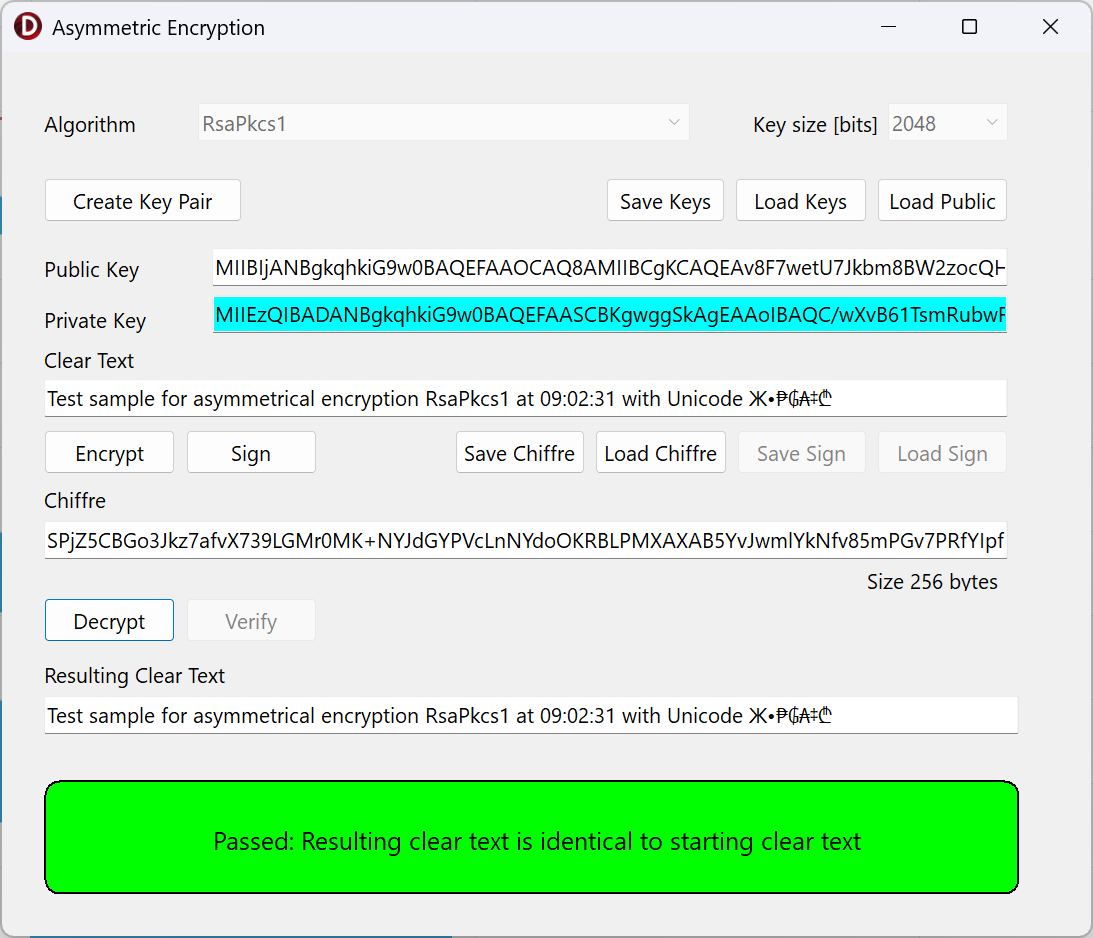 Asymmetric Encryption
Algorithm RsaPkcs1 Key size [bits] 2048
Create Key Pair Save Keys Load Keys Load Public
Public Key MIIBIjANBgkqhkiG9w0BAQEFAAOCAQ8AMIIBCgKCAQEAv8F7wetU7Jkbm8BW2zocQH
Private Key MIIEzQIBADANBgkqhkiG9w0BAQEFAASCBKgwggSkAgEAAoIBAQC/wXvB61TsmRubwF
Clear Text
Test sample for asymmetrical encryption RsaPkcs1 at 09:02:31 with Unicode Ж•₱₲₳‡₾
Encrypt Sign Save Chiffre Load Chiffre Save Sign Load Sign
Chiffre
SPjZ5CBGo3Jkz7afvX739LGMr0MK+NYJdGYPVcLnNYdoOKRBLPMXAXAB5YvJwmlYkNfv85mPGv7PRfYIpf
Size 256 bytes
Decrypt Verify
Resulting Clear Text
Test sample for asymmetrical encryption RsaPkcs1 at 09:02:31 with Unicode Ж•₱₲₳‡₾
Passed: Resulting clear text is identical to starting clear text